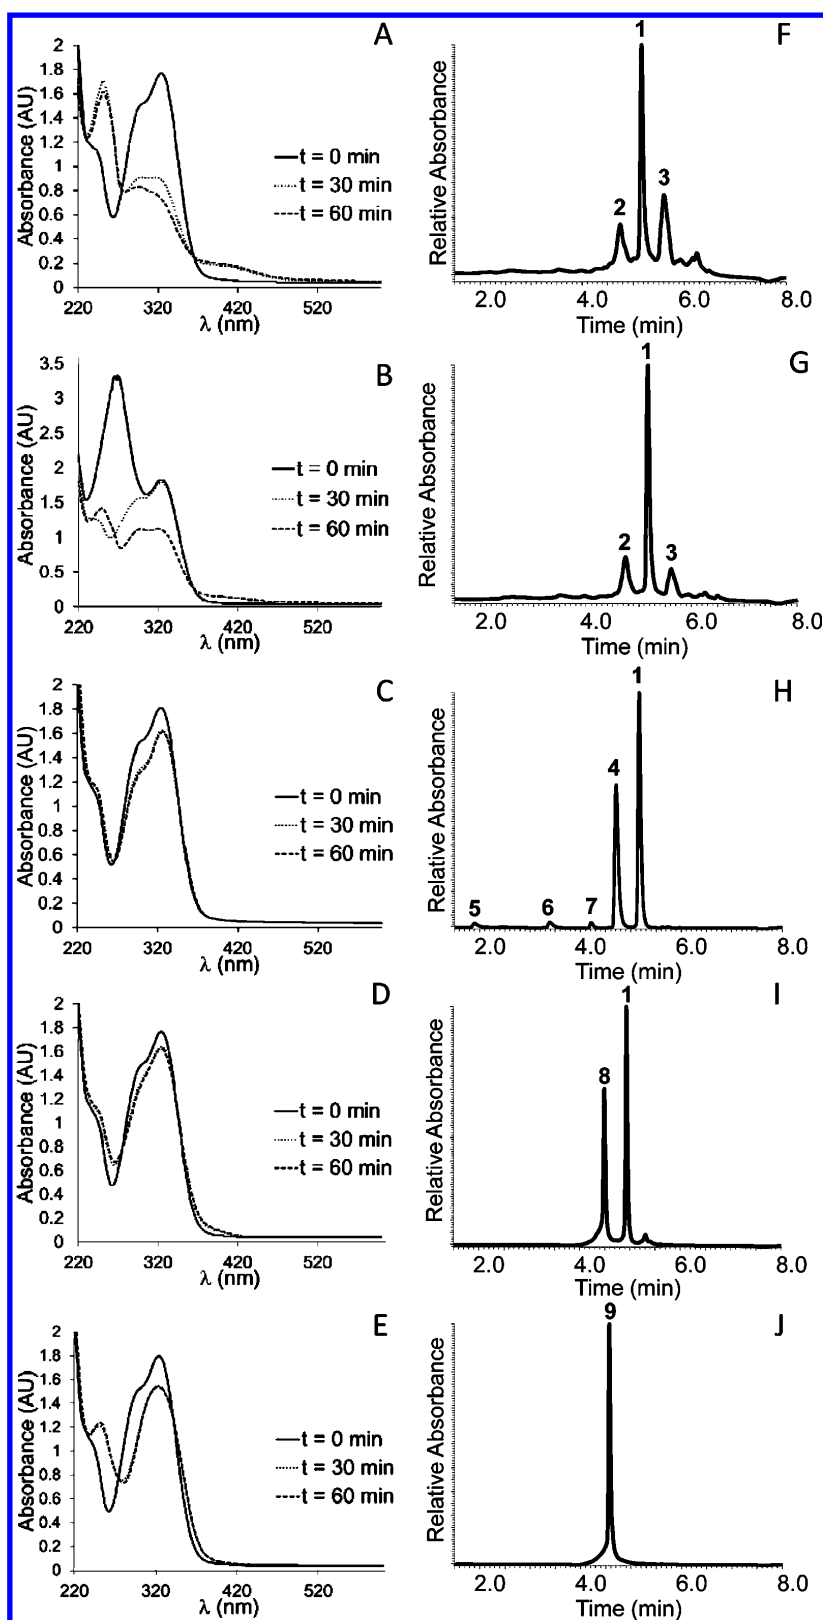 A
Absorbance (AU)
2
1.8
1.6
1.4
1.2
1
0.8
0.6
0.4
0.2
0
t = 0 min
t = 30 min
t = 60 min
220 320 420 520
λ (nm)
F
Relative Absorbance
1
2
3
2.0 4.0 6.0 8.0
Time (min)
B
Absorbance (AU)
3.5
3
2.5
2
1.5
1
0.5
0
t = 0 min
t = 30 min
t = 60 min
220 320 420 520
λ (nm)
G
Relative Absorbance
1
2
3
2.0 4.0 6.0 8.0
Time (min)
C
Absorbance (AU)
2
1.8
1.6
1.4
1.2
1
0.8
0.6
0.4
0.2
0
t = 0 min
t = 30 min
t = 60 min
220 320 420 520
λ (nm)
H
Relative Absorbance
1
4
5 6 7
2.0 4.0 6.0 8.0
Time (min)
D
Absorbance (AU)
2
1.8
1.6
1.4
1.2
1
0.8
0.6
0.4
0.2
0
t = 0 min
t = 30 min
t = 60 min
220 320 420 520
λ (nm)
I
Relative Absorbance
1
8
2.0 4.0 6.0 8.0
Time (min)
E
Absorbance (AU)
2
1.8
1.6
1.4
1.2
1
0.8
0.6
0.4
0.2
0
t = 0 min
t = 30 min
t = 60 min
220 320 420 520
λ (nm)
J
Relative Absorbance
9
2.0 4.0 6.0 8.0
Time (min)